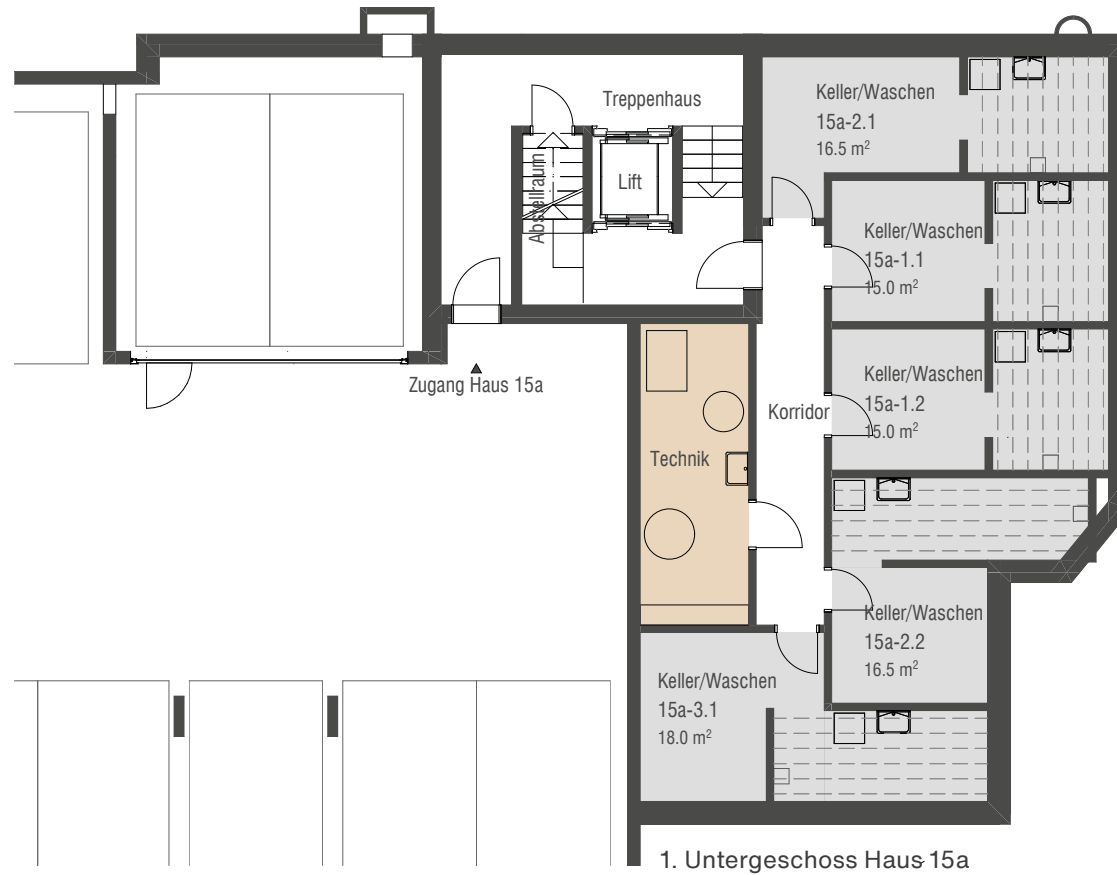 Keller/Waschen
15a-2.1
16.5 m²
Treppenhaus
Lift
Abstellraum
Keller/Waschen
15a-1.1
15.0 m²
Zugang Haus 15a
Keller/Waschen
15a-1.2
15.0 m²
Korridor
Technik
Keller/Waschen
15a-2.2
16.5 m²
Keller/Waschen
15a-3.1
18.0 m²
1. Untergeschoss Haus 15a